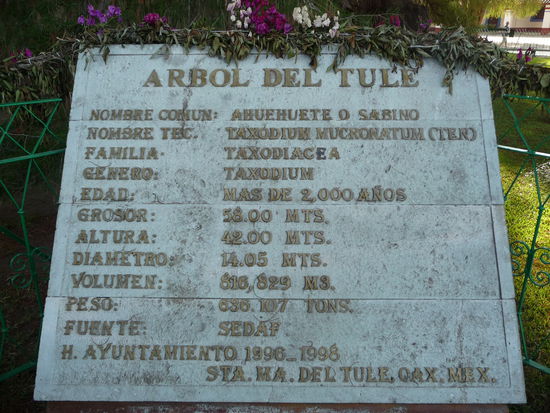 ARBOL DEL TULE
NOMBRE COMUN: AHUEHUETE O SABINO
NOMBRE TEC. TAXODIUM MUCRONATUM (TER)
FAMILIA: TAXODIACEA
GENERO: TAXODIUM
EDAD: MAS DE 2,000 AÑOS
GROSOR: 58.00 MTS.
ALTURA: 42.00 MTS.
DIAMETRO: 14.05 MTS.
VOLUMEN: 816,829 M3.
PESO: 636.107 TONS.
FUENTE: SEDAF
H. AYUNTAMIENTO 1996-1998
STA. MA. DEL TULE, OAX. MEX.